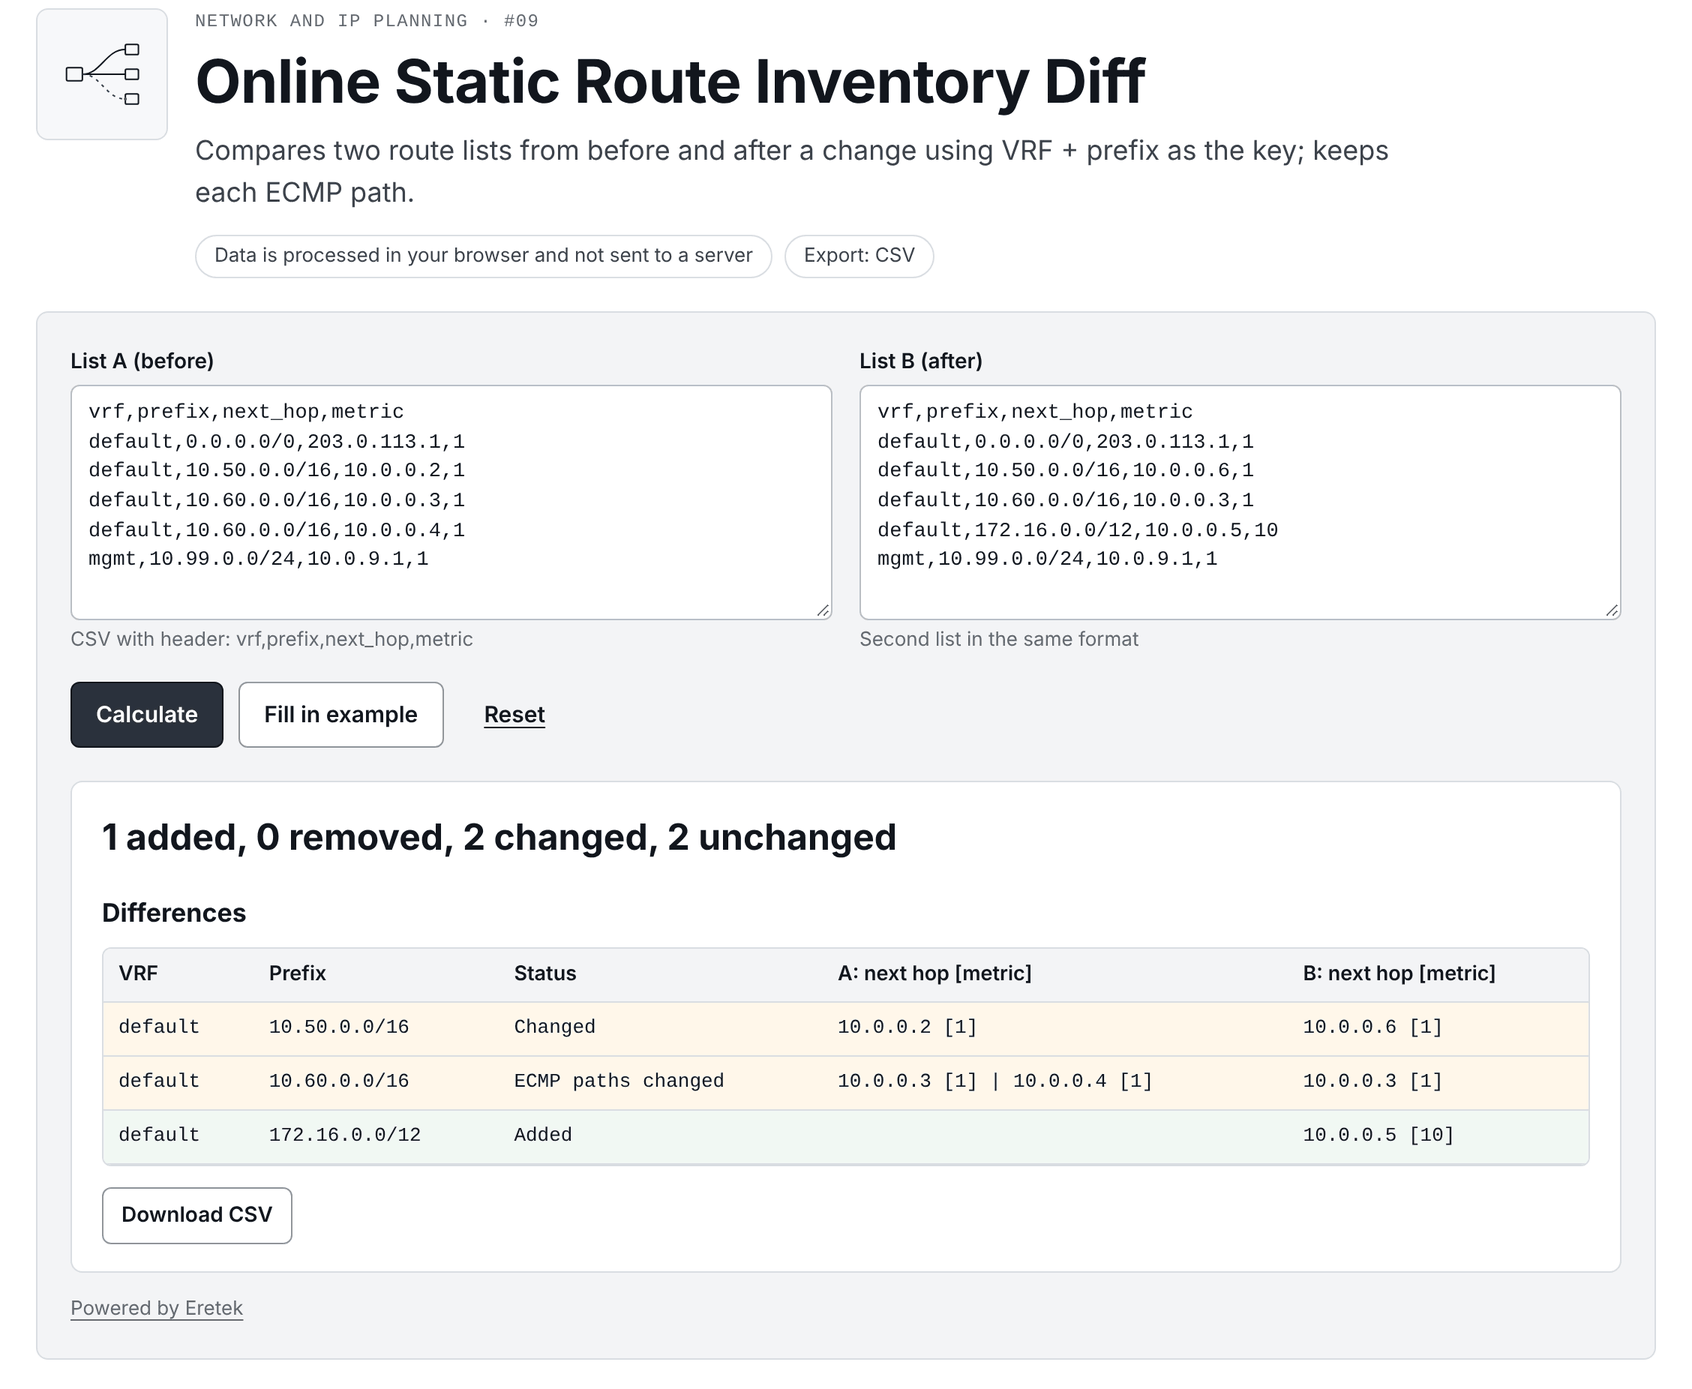 NETWORK AND IP PLANNING · #09
Online Static Route Inventory Diff
Compares two route lists from before and after a change using VRF + prefix as the key; keeps
each ECMP path.
Data is processed in your browser and not sent to a server
Export: CSV
List A (before)
vrf,prefix,next_hop,metric
default,0.0.0.0/0,203.0.113.1,1
default,10.50.0.0/16,10.0.0.2,1
default,10.60.0.0/16,10.0.0.3,1
default,10.60.0.0/16,10.0.0.4,1
mgmt,10.99.0.0/24,10.0.9.1,1
CSV with header: vrf,prefix,next_hop,metric
List B (after)
vrf,prefix,next_hop,metric
default,0.0.0.0/0,203.0.113.1,1
default,10.50.0.0/16,10.0.0.6,1
default,10.60.0.0/16,10.0.0.3,1
default,172.16.0.0/12,10.0.0.5,10
mgmt,10.99.0.0/24,10.0.9.1,1
Second list in the same format
Calculate
Fill in example
Reset
1 added, 0 removed, 2 changed, 2 unchanged
Differences
VRF Prefix Status A: next hop [metric] B: next hop [metric]
default 10.50.0.0/16 Changed 10.0.0.2 [1] 10.0.0.6 [1]
default 10.60.0.0/16 ECMP paths changed 10.0.0.3 [1] | 10.0.0.4 [1] 10.0.0.3 [1]
default 172.16.0.0/12 Added 10.0.0.5 [10]
Download CSV
Powered by Eretek